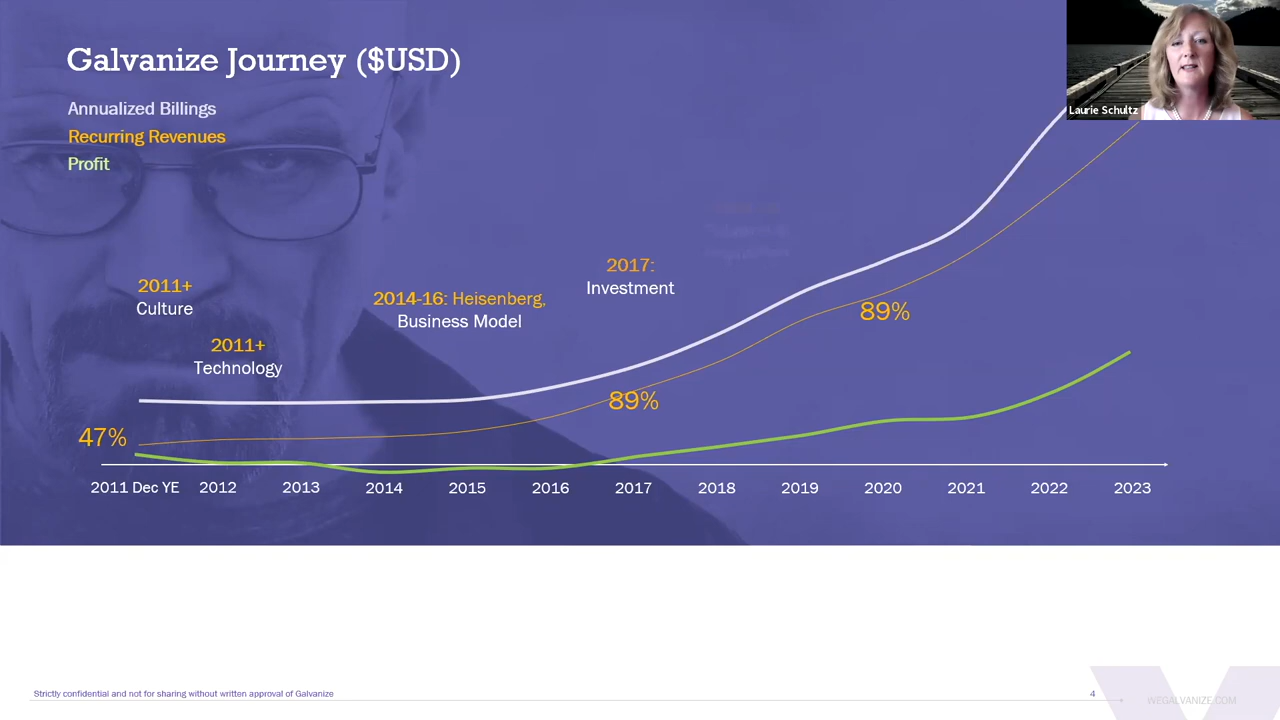 Galvanize Journey ($USD)
Annualized Billings
Recurring Revenues
Profit
Laurie Schultz
2011+
Culture
2011+
Technology
2014-16: Heisenberg,
Business Model
2017:
Investment
89%
89%
47%
2011 Dec YE 2012 2013 2014 2015 2016 2017 2018 2019 2020 2021 2022 2023
Strictly confidential and not for sharing without written approval of Galvanize
4
WEGALVANIZE.COM